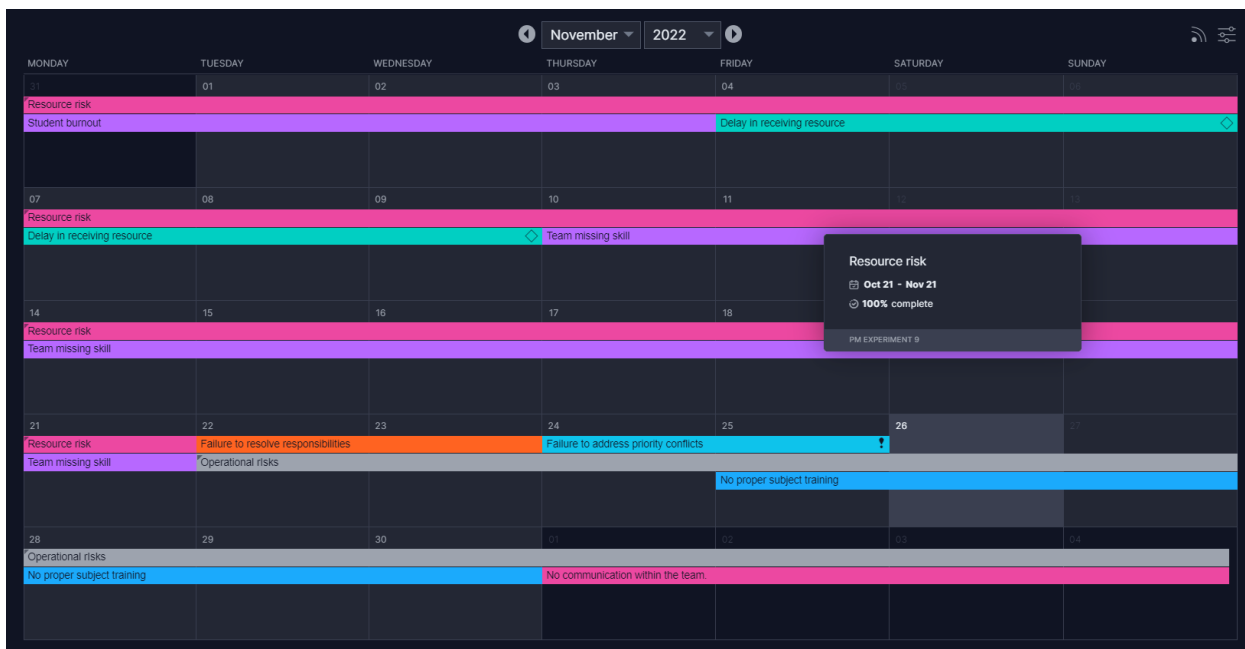 November 2022
MONDAY TUESDAY WEDNESDAY THURSDAY FRIDAY SATURDAY SUNDAY
31 01 02 03 04 05 06
Resource risk
Student burnout Delay in receiving resource
07 08 09 10 11 12 13
Resource risk
Delay in receiving resource Team missing skill
Resource risk
Oct 21 - Nov 21
100% complete
PM EXPERIMENT 9
14 15 16 17 18
Resource risk
Team missing skill
21 22 23 24 25 26 27
Resource risk Failure to resolve responsibilities Failure to address priority conflicts
Team missing skill Operational rIsks
No proper subject training
28 29 30 01 02 03 04
Operational rIsks
No proper subject training No communication within the team.